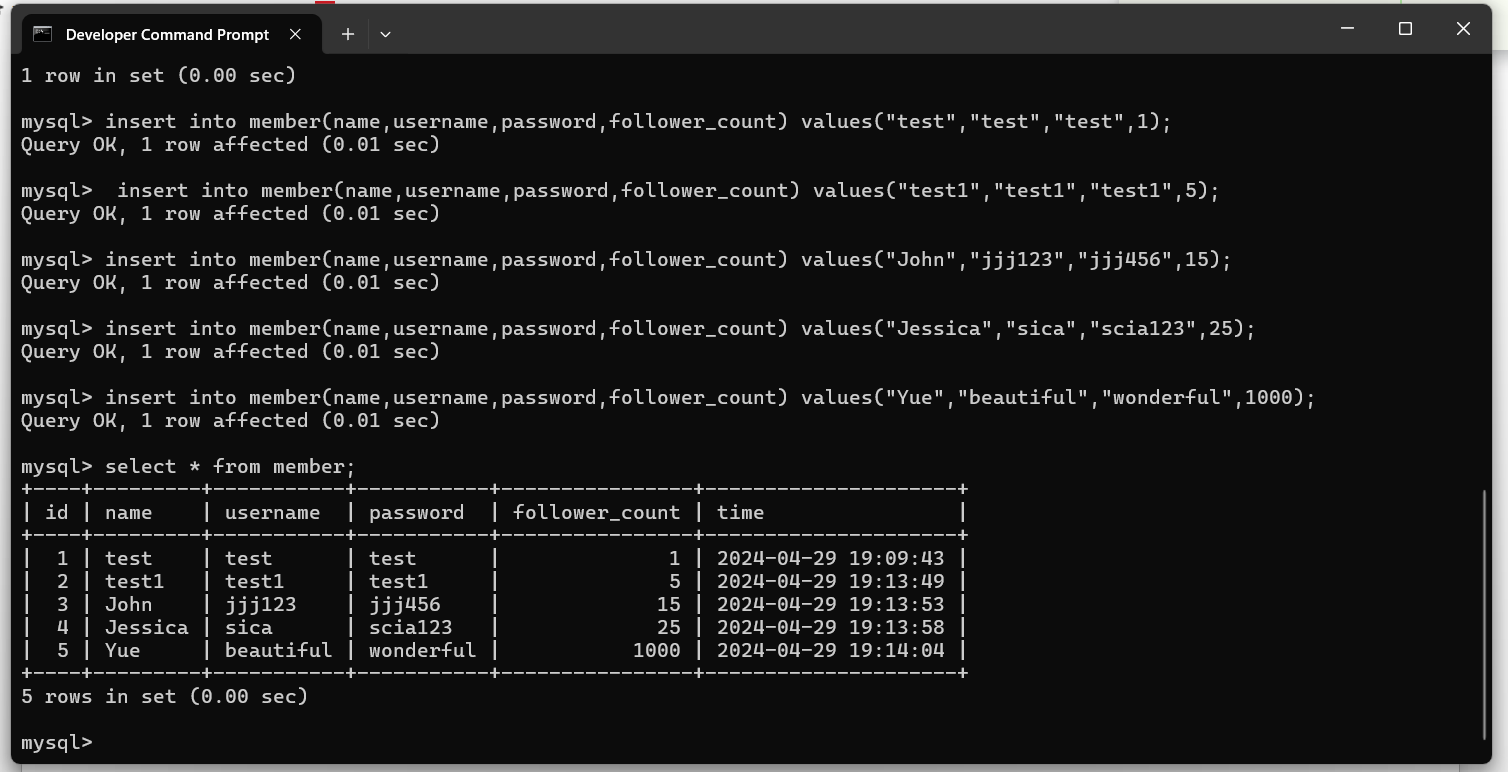 Developer Command Prompt
1 row in set (0.00 sec)
mysql> insert into member(name,username,password,follower_count) values("test","test","test",1);
Query OK, 1 row affected (0.01 sec)
mysql>  insert into member(name,username,password,follower_count) values("test1","test1","test1",5);
Query OK, 1 row affected (0.01 sec)
mysql> insert into member(name,username,password,follower_count) values("John","jjj123","jjj456",15);
Query OK, 1 row affected (0.01 sec)
mysql> insert into member(name,username,password,follower_count) values("Jessica","sica","scia123",25);
Query OK, 1 row affected (0.01 sec)
mysql> insert into member(name,username,password,follower_count) values("Yue","beautiful","wonderful",1000);
Query OK, 1 row affected (0.01 sec)
mysql> select * from member;
+----+---------+-----------+-----------+----------------+---------------------+
| id | name    | username  | password  | follower_count | time                |
+----+---------+-----------+-----------+----------------+---------------------+
|  1 | test    | test      | test      |              1 | 2024-04-29 19:09:43 |
|  2 | test1   | test1     | test1     |              5 | 2024-04-29 19:13:49 |
|  3 | John    | jjj123    | jjj456    |             15 | 2024-04-29 19:13:53 |
|  4 | Jessica | sica      | scia123   |             25 | 2024-04-29 19:13:58 |
|  5 | Yue     | beautiful | wonderful |           1000 | 2024-04-29 19:14:04 |
+----+---------+-----------+-----------+----------------+---------------------+
5 rows in set (0.00 sec)
mysql>